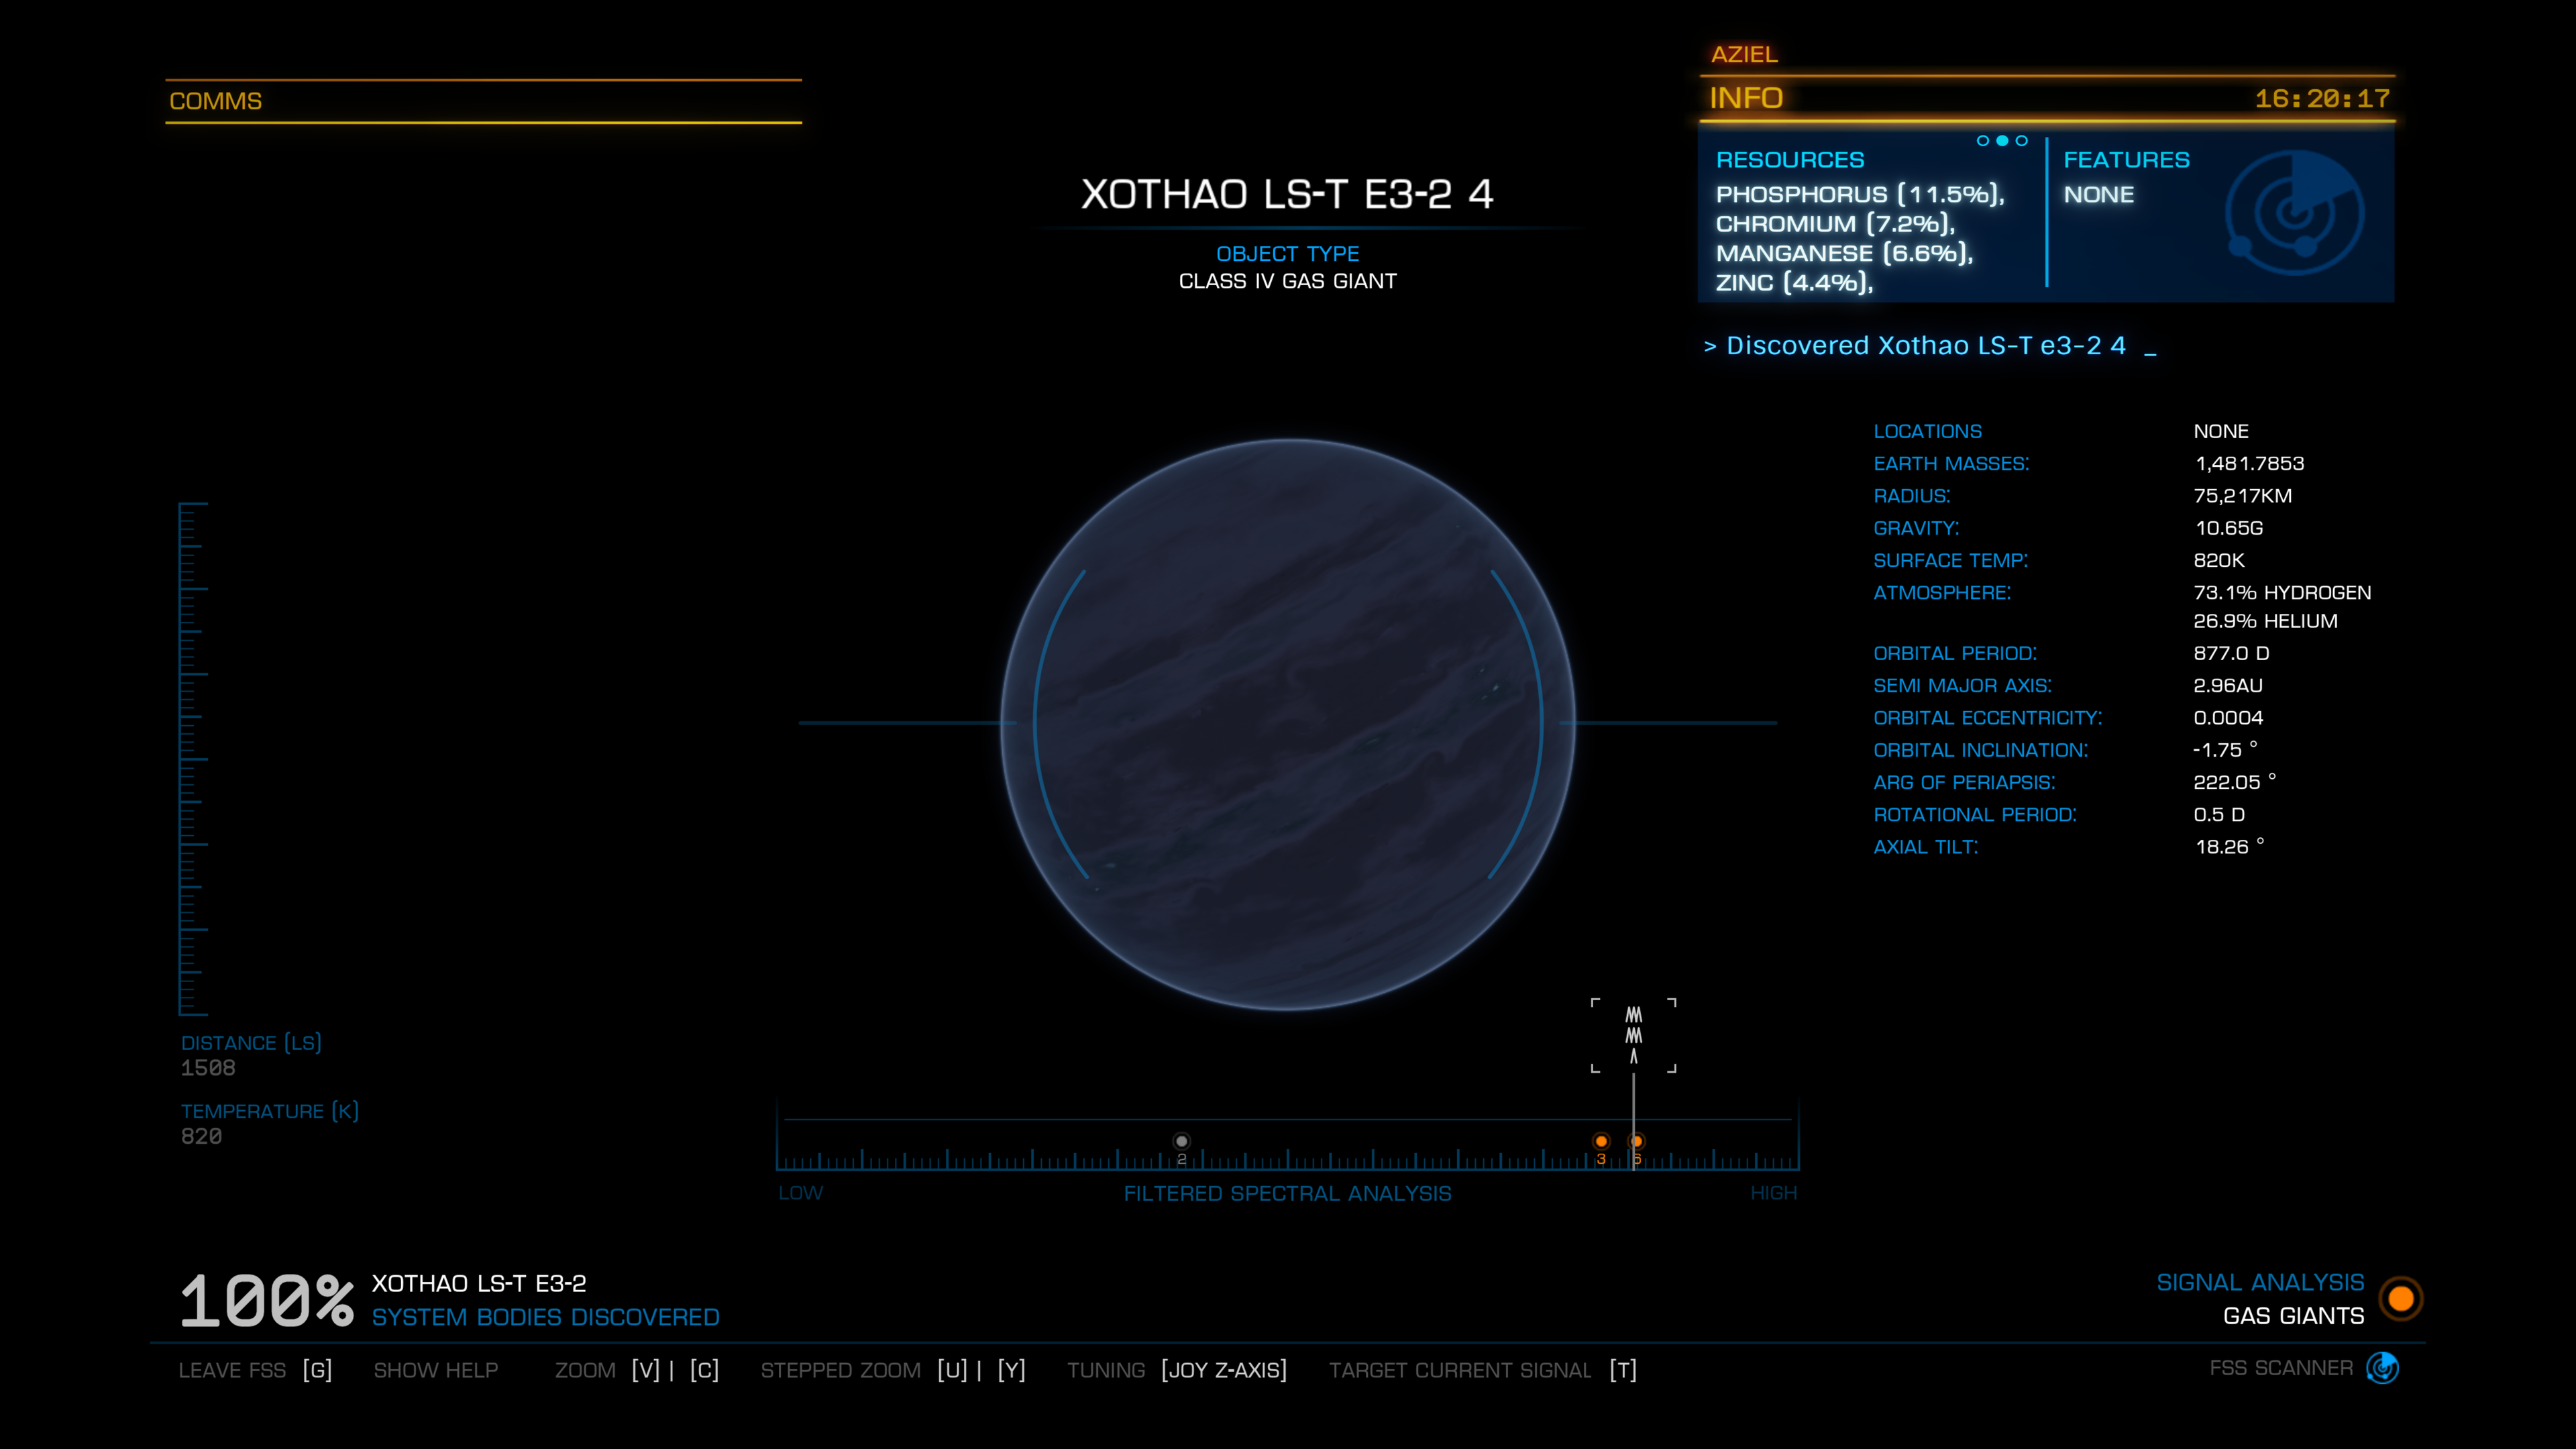 AZIEL
COMMS
INFO 16:20:17
RESOURCES
PHOSPHORUS (11.5%),
CHROMIUM (7.2%),
MANGANESE (6.6%),
ZINC (4.4%),
FEATURES
NONE
XOTHAO LS-T E3-2 4
OBJECT TYPE
CLASS IV GAS GIANT
> Discovered Xothao LS-T e3-2 4 _
LOCATIONS NONE
EARTH MASSES: 1,481.7853
RADIUS: 75,217KM
GRAVITY: 10.65G
SURFACE TEMP: 820K
ATMOSPHERE: 73.1% HYDROGEN
26.9% HELIUM
ORBITAL PERIOD: 877.0 D
SEMI MAJOR AXIS: 2.96AU
ORBITAL ECCENTRICITY: 0.0004
ORBITAL INCLINATION: -1.75 °
ARG OF PERIAPSIS: 222.05 °
ROTATIONAL PERIOD: 0.5 D
AXIAL TILT: 18.26 °
DISTANCE (LS)
1508
TEMPERATURE (K)
820
2 3
LOW FILTERED SPECTRAL ANALYSIS HIGH
100% XOTHAO LS-T E3-2
SYSTEM BODIES DISCOVERED
SIGNAL ANALYSIS
GAS GIANTS
LEAVE FSS [G] SHOW HELP ZOOM [V] | [C] STEPPED ZOOM [U] | [Y] TUNING [JOY Z-AXIS] TARGET CURRENT SIGNAL [T] FSS SCANNER